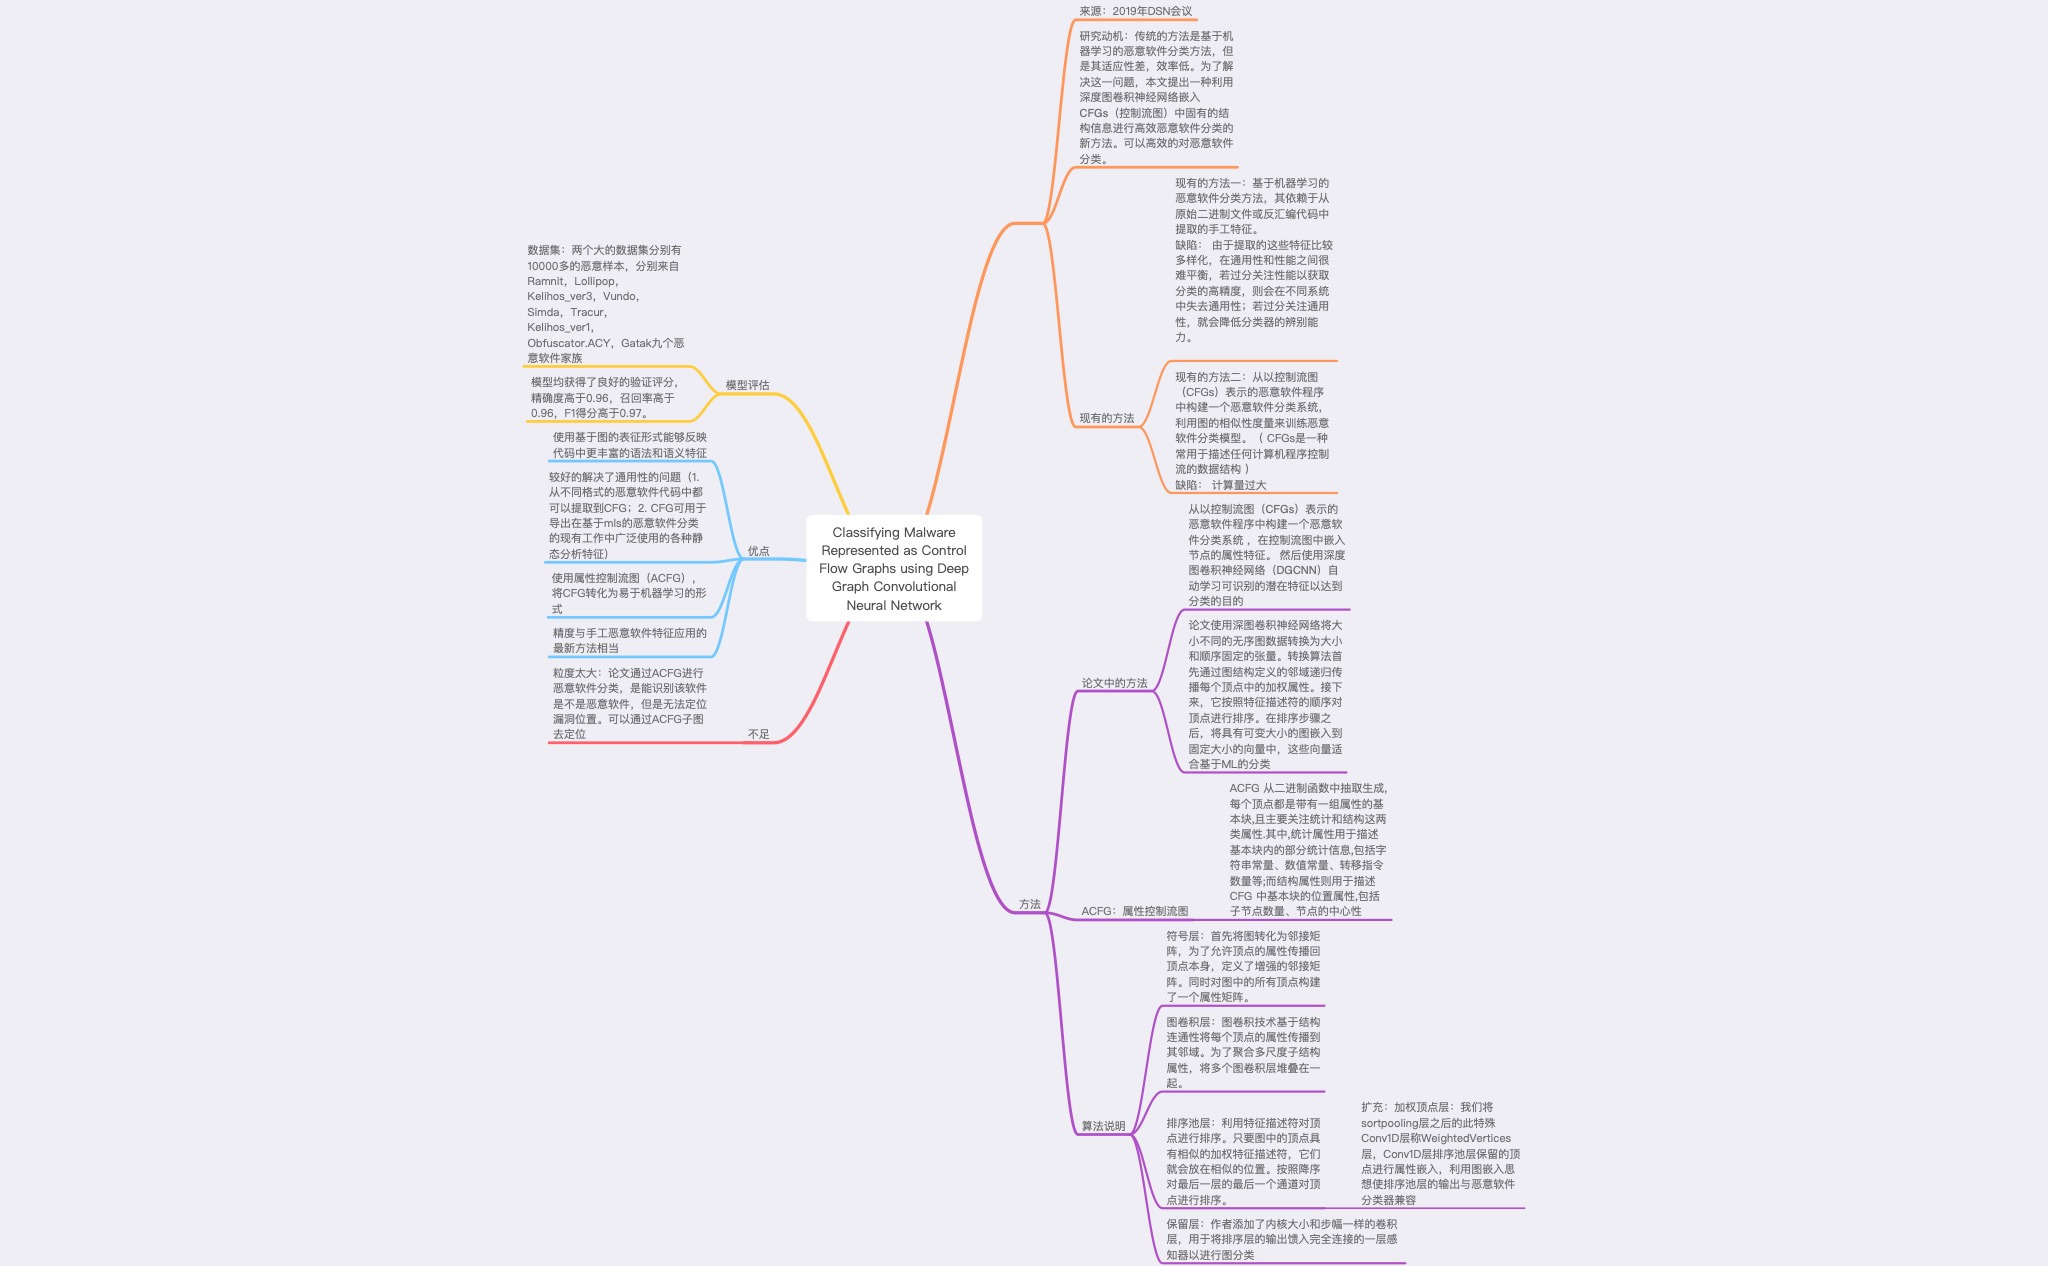 Classifying Malware
Represented as Control
Flow Graphs using Deep
Graph Convolutional
Neural Network
来源：2019年DSN会议
研究动机：传统的方法是基于机
器学习的恶意软件分类方法，但
是其适应性差，效率低。为了解
决这一问题，本文提出一种利用
深度图卷积神经网络嵌入
CFGs（控制流图）中固有的结
构信息进行高效恶意软件分类的
新方法。可以高效的对恶意软件
分类。
现有的方法
现有的方法一：基于机器学习的
恶意软件分类方法，其依赖于从
原始二进制文件或反汇编代码中
提取的手工特征。
缺陷： 由于提取的这些特征比较
多样化，在通用性和性能之间很
难平衡，若过分关注性能以获取
分类的高精度，则会在不同系统
中失去通用性；若过分关注通用
性，就会降低分类器的辨别能
力。
现有的方法二：从以控制流图
（CFGs）表示的恶意软件程序
中构建一个恶意软件分类系统，
利用图的相似性度量来训练恶意
软件分类模型。（ CFGs是一种
常用于描述任何计算机程序控制
流的数据结构 ）
缺陷： 计算量过大
方法
论文中的方法
从以控制流图（CFGs）表示的
恶意软件程序中构建一个恶意软
件分类系统 ，在控制流图中嵌入
节点的属性特征。 然后使用深度
图卷积神经网络（DGCNN）自
动学习可识别的潜在特征以达到
分类的目的
论文使用深图卷积神经网络将大
小不同的无序图数据转换为大小
和顺序固定的张量。转换算法首
先通过图结构定义的邻域递归传
播每个顶点中的加权属性。接下
来，它按照特征描述符的顺序对
顶点进行排序。在排序步骤之
后，将具有可变大小的图嵌入到
固定大小的向量中，这些向量适
合基于ML的分类
ACFG：属性控制流图
ACFG 从二进制函数中抽取生成,
每个顶点都是带有一组属性的基
本块,且主要关注统计和结构这两
类属性.其中,统计属性用于描述
基本块内的部分统计信息,包括字
符串常量、数值常量、转移指令
数量等;而结构属性则用于描述
CFG 中基本块的位置属性,包括
子节点数量、节点的中心性
算法说明
符号层：首先将图转化为邻接矩
阵，为了允许顶点的属性传播回
顶点本身，定义了增强的邻接矩
阵。同时对图中的所有顶点构建
了一个属性矩阵。
图卷积层：图卷积技术基于结构
连通性将每个顶点的属性传播到
其邻域。为了聚合多尺度子结构
属性，将多个图卷积层堆叠在一
起。
排序池层：利用特征描述符对顶
点进行排序。只要图中的顶点具
有相似的加权特征描述符，它们
就会放在相似的位置。按照降序
对最后一层的最后一个通道对顶
点进行排序。
扩充：加权顶点层：我们将
sortpooling层之后的此特殊
Conv1D层称WeightedVertices
层，Conv1D层排序池层保留的顶
点进行属性嵌入，利用图嵌入思
想使排序池层的输出与恶意软件
分类器兼容
保留层：作者添加了内核大小和步幅一样的卷积
层，用于将排序层的输出馈入完全连接的一层感
知器以进行图分类
模型评估
数据集：两个大的数据集分别有
10000多的恶意样本，分别来自
Ramnit，Lollipop，
Kelihos_ver3，Vundo，
Simda，Tracur，
Kelihos_ver1，
Obfuscator.ACY，Gatak九个恶
意软件家族
模型均获得了良好的验证评分，
精确度高于0.96，召回率高于
0.96，F1得分高于0.97。
优点
使用基于图的表征形式能够反映
代码中更丰富的语法和语义特征
较好的解决了通用性的问题（1.
从不同格式的恶意软件代码中都
可以提取到CFG；2. CFG可用于
导出在基于mls的恶意软件分类
的现有工作中广泛使用的各种静
态分析特征）
使用属性控制流图（ACFG），
将CFG转化为易于机器学习的形
式
精度与手工恶意软件特征应用的
最新方法相当
不足
粒度太大：论文通过ACFG进行
恶意软件分类，是能识别该软件
是不是恶意软件，但是无法定位
漏洞位置。可以通过ACFG子图
去定位